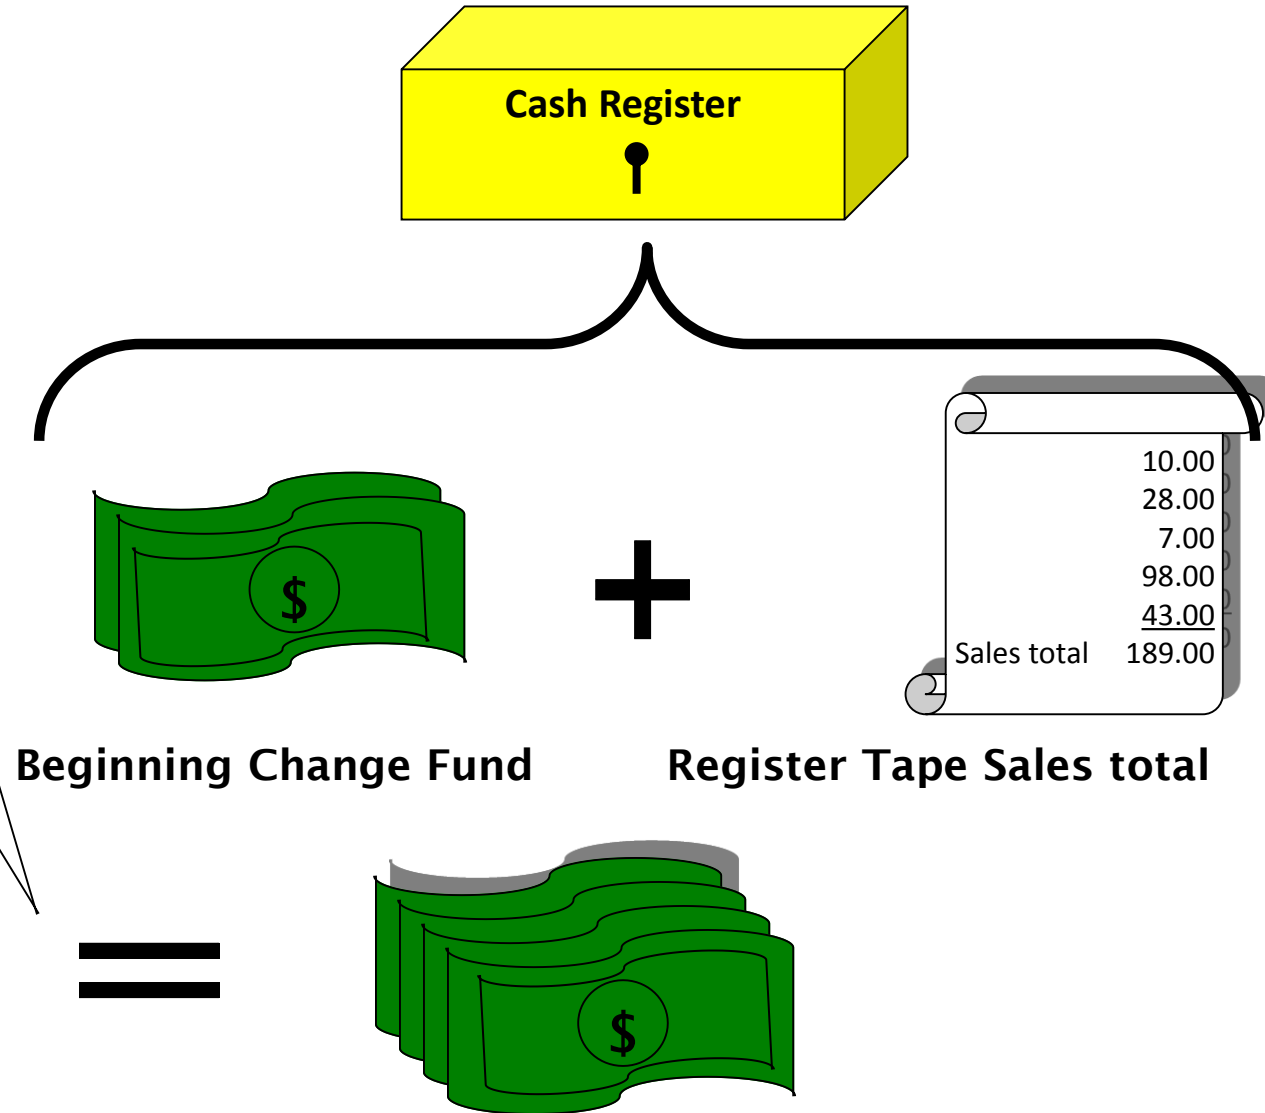 Cash Register
10.00
28.00
7.00
98.00
43.00
Sales total 189.00
Beginning Change Fund
Register Tape Sales total
$
$